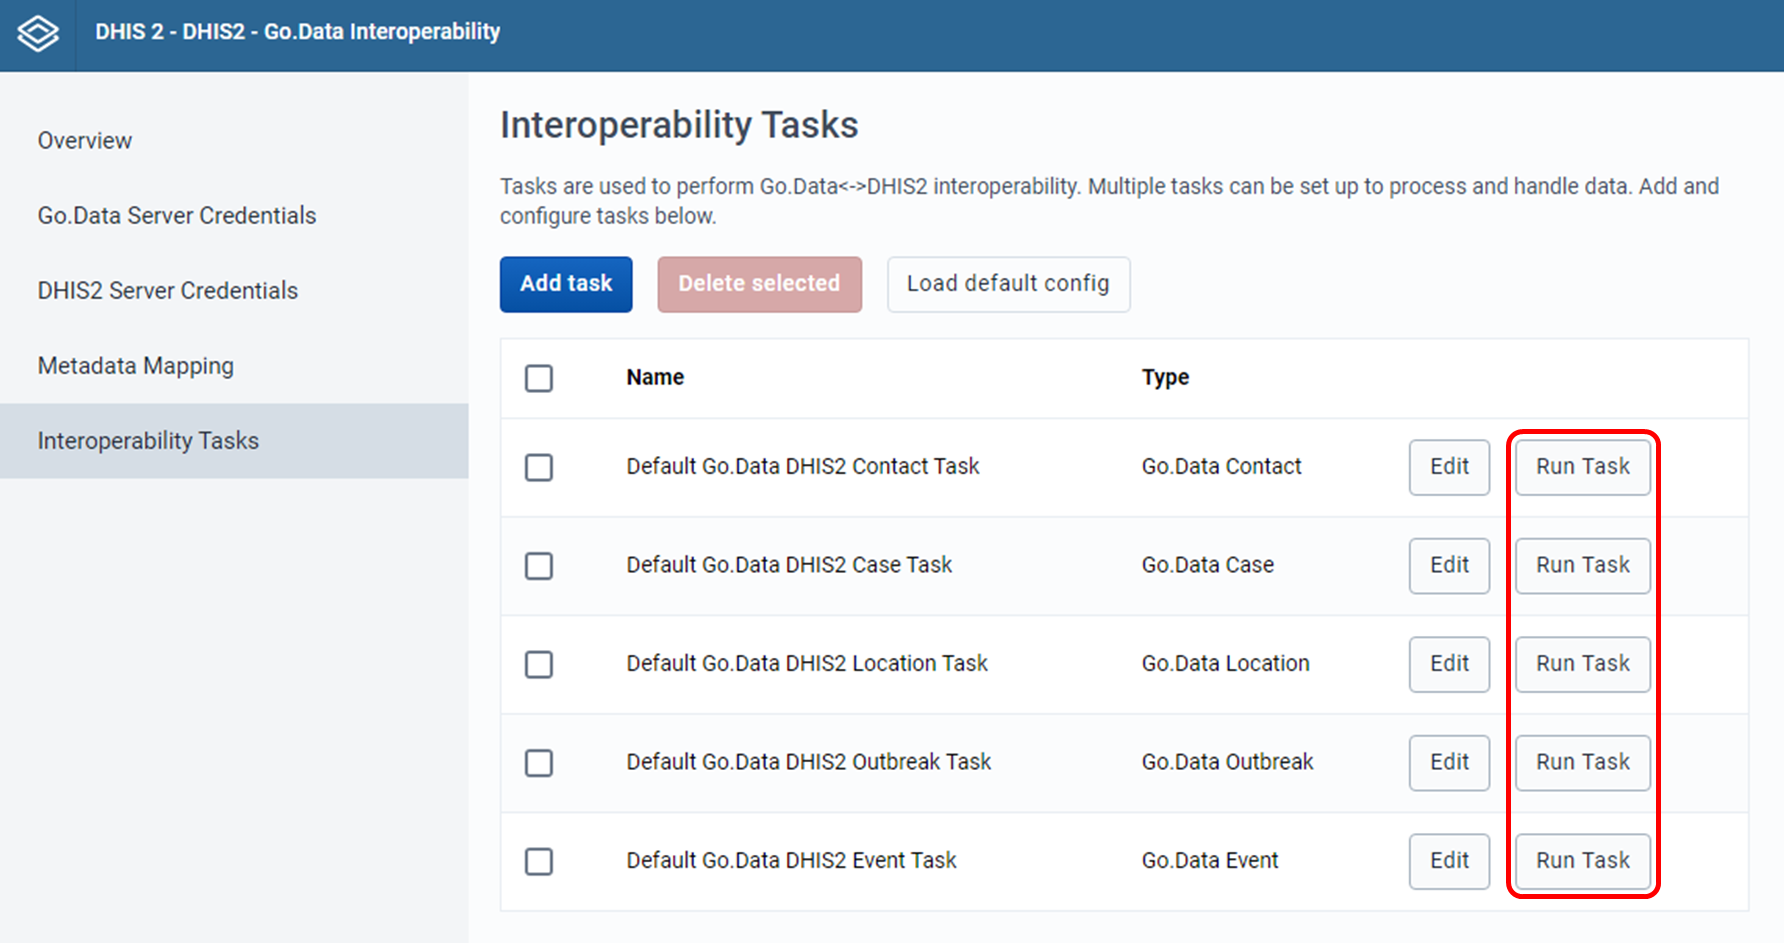 DHIS 2 - DHIS2 - Go.Data Interoperability
Overview
Go.Data Server Credentials
DHIS2 Server Credentials
Metadata Mapping
Interoperability Tasks
Interoperability Tasks
Tasks are used to perform Go.Data<->DHIS2 interoperability. Multiple tasks can be set up to process and handle data. Add and
configure tasks below.
Add task Delete selected Load default config
Name Type
Default Go.Data DHIS2 Contact Task Go.Data Contact Edit Run Task
Default Go.Data DHIS2 Case Task Go.Data Case Edit Run Task
Default Go.Data DHIS2 Location Task Go.Data Location Edit Run Task
Default Go.Data DHIS2 Outbreak Task Go.Data Outbreak Edit Run Task
Default Go.Data DHIS2 Event Task Go.Data Event Edit Run Task